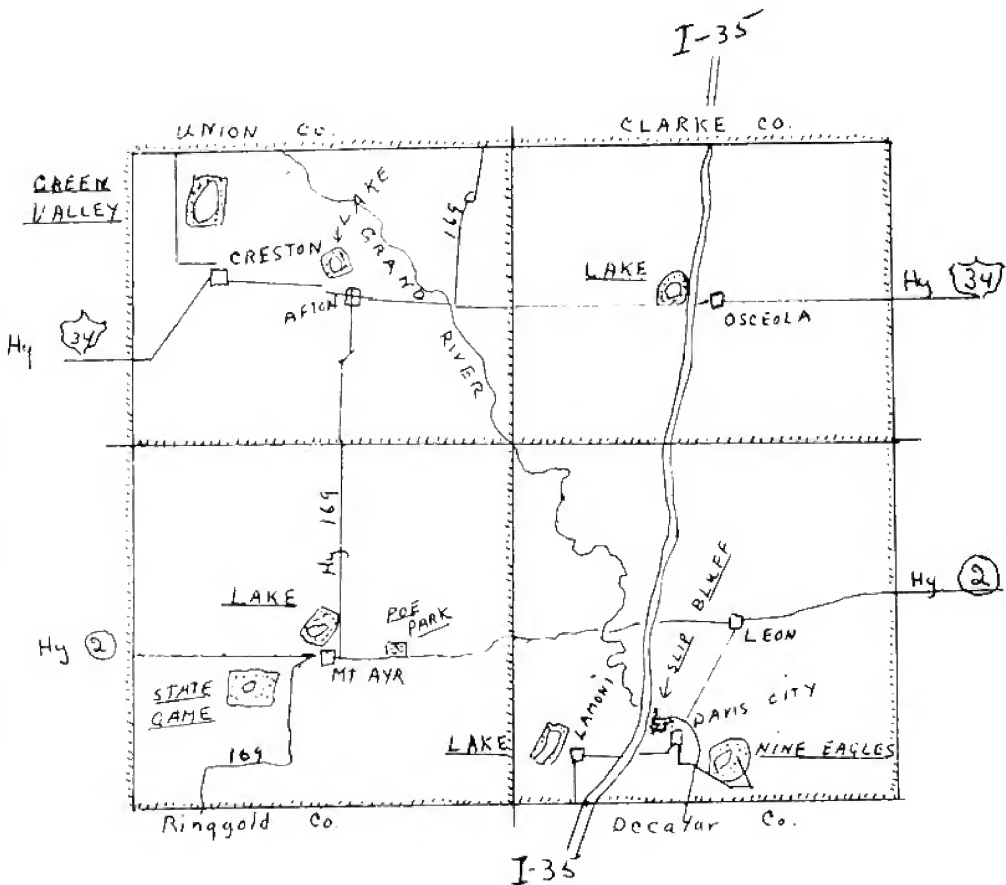 I-35
UNION CO.
CLARKE CO.
GREEN
VALLEY
LAKE
169
CRESTON
GRAND
RIVER
LAKE
Hy 34
AFTON
OSCEOLA
Hy 34
Hy 169
BLUFF
SLIP
Hy 2
LAKE
POE
PARK
LEON
Hy 2
MT AYR
STATE
GAME
LAMONI
DAVIS CITY
LAKE
NINE EAGLES
169
Ringgold Co.
Decatur Co.
I-35